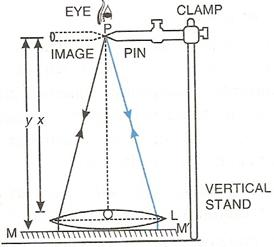 EYE
CLAMP
P
IMAGE PIN
y x
VERTICAL
STAND
L
O
M M'